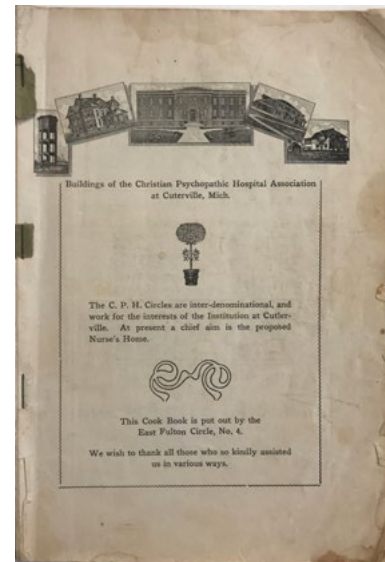 Buildings of the Christian Psychopathic Hospital Association
at Cuterville, Mich.
The C. P. H. Circles are inter-denominational, and
work for the interests of the Institution at Cutler-
ville. At present a chief aim is the proposed
Nurse's Home.
This Cook Book is put out by the
East Fulton Circle, No. 4.
We wish to thank all those who so kindly assisted
us in various ways.